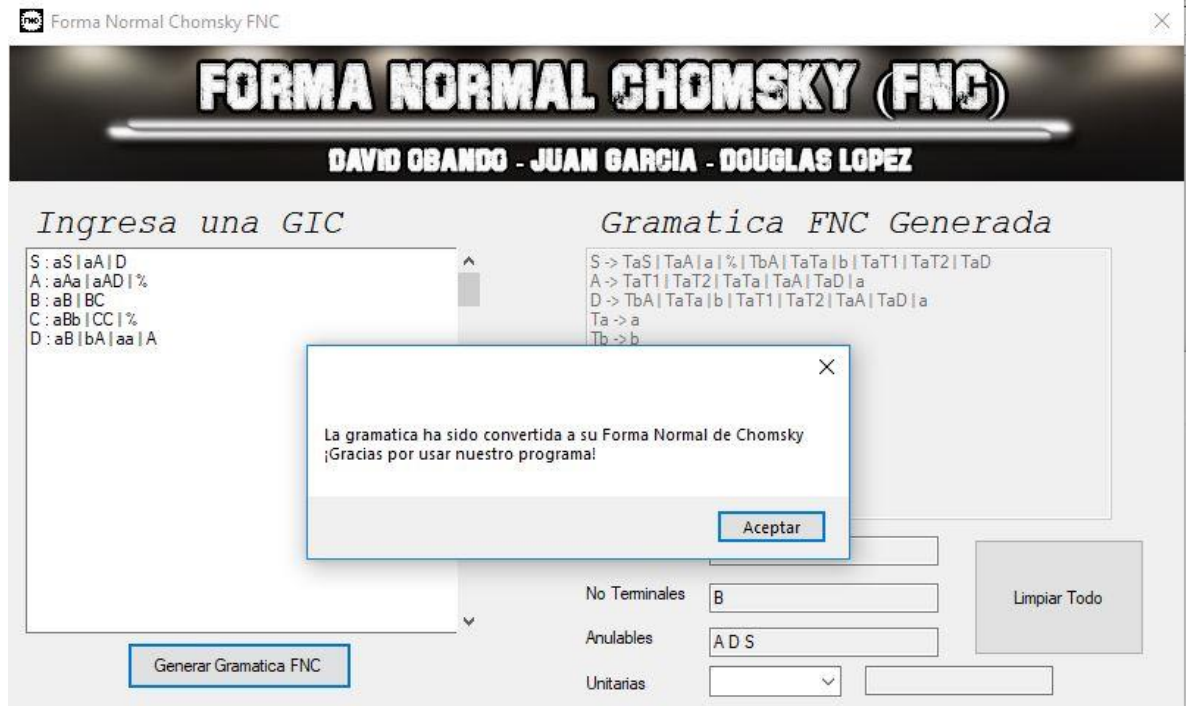 Forma Normal Chomsky FNC
FORMA NORMAL CHOMSKY (FNC)
DAVID OBANDO - JUAN GARCIA - DOUGLAS LOPEZ
Ingresa una GIC
S : aS|aA|D
A : aAa|aAD|%
B : aB|BC
C : aBb|CC|%
D : aB|bA|aa|A
Gramatica FNC Generada
S -> TaS|TaA|a|%|TbA|TaTa|b|TaT1|TaT2|TaD
A -> TaT1|TaT2|TaTa|TaA|TaD|a
D -> TbA|TaTa|b|TaT1|TaT2|TaA|TaD|a
Ta -> a
Tb -> b
La gramatica ha sido convertida a su Forma Normal de Chomsky
¡Gracias por usar nuestro programa!
Aceptar
No Terminales
B
Limpiar Todo
Anulables
A D S
Generar Gramatica FNC
Unitarias